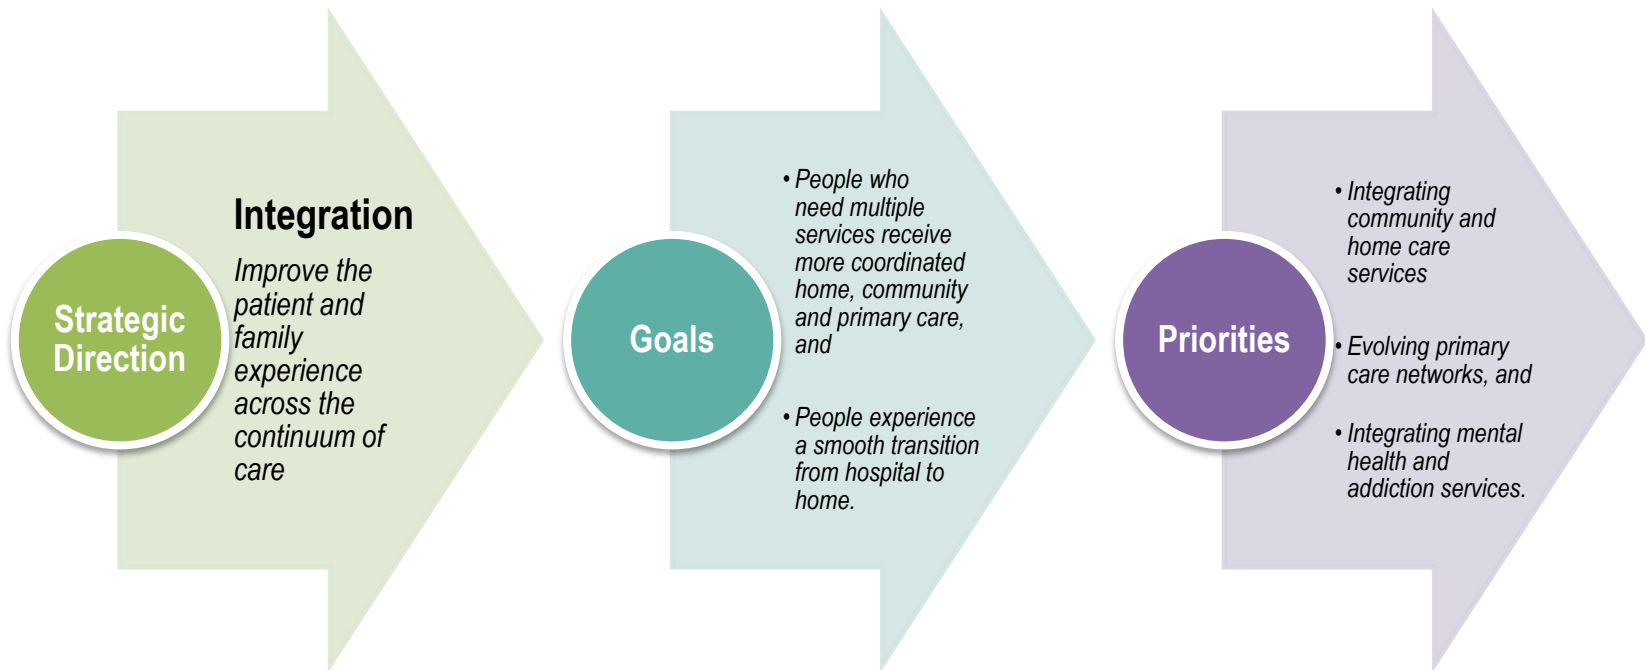 Strategic
Direction
Integration
Improve the
patient and
family
experience
across the
continuum of
care
Goals
• People who
need multiple
services receive
more coordinated
home, community
and primary care,
and
• People experience
a smooth transition
from hospital to
home.
Priorities
• Integrating
community and
home care
services
• Evolving primary
care networks, and
• Integrating mental
health and
addiction services.